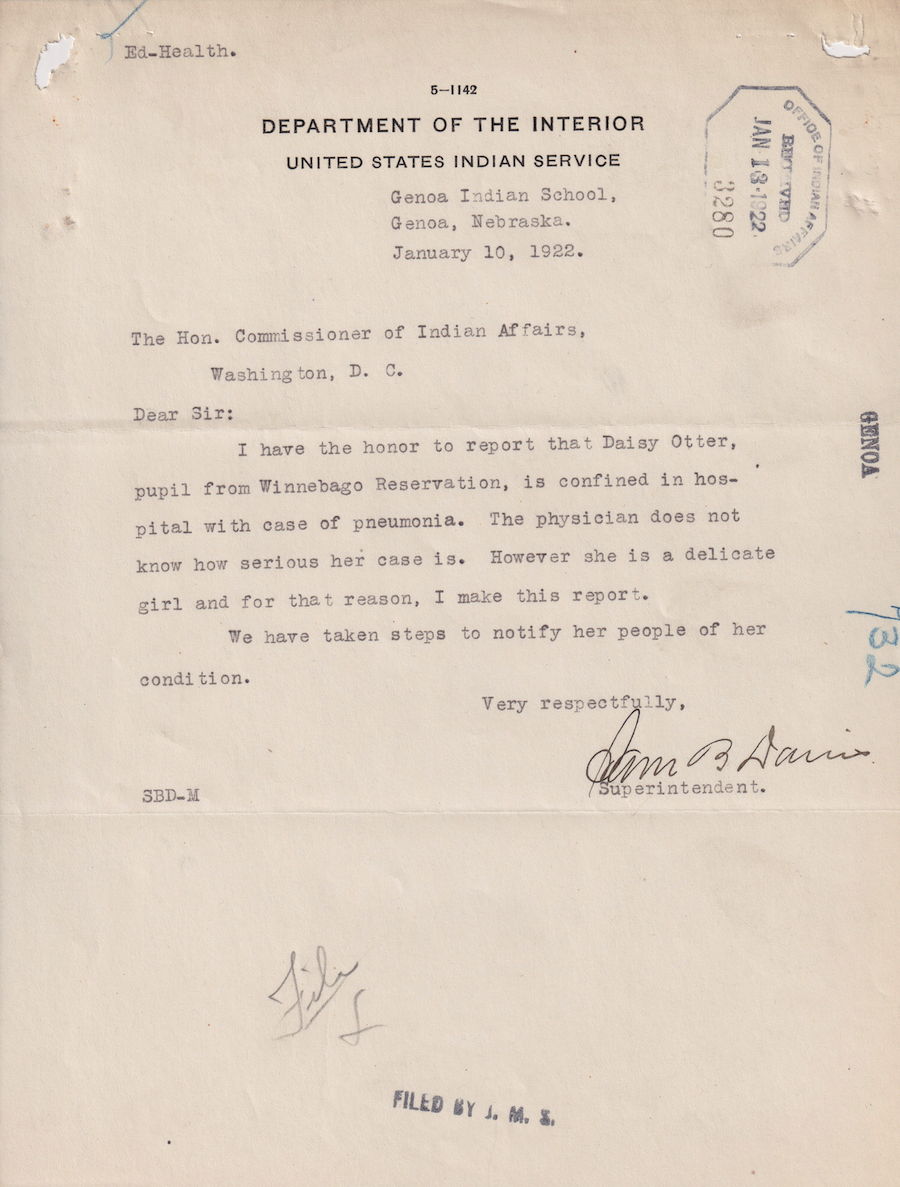 Ed-Health.
5—1142
DEPARTMENT OF THE INTERIOR
UNITED STATES INDIAN SERVICE
Genoa Indian School,
Genoa, Nebraska.
January 10, 1922.
OFFICE OF INDIAN AFFAIRS
RECEIVED
JAN 13 1922
3280
The Hon. Commissioner of Indian Affairs,
Washington, D. C.
Dear Sir:
I have the honor to report that Daisy Otter,
pupil from Winnebago Reservation, is confined in hos-
pital with case of pneumonia. The physician does not
know how serious her case is. However she is a delicate
girl and for that reason, I make this report.
We have taken steps to notify her people of her
condition.
Very respectfully,
Sam B Davis
Superintendent.
SBD-M
GENOA
732
File
FILED BY J. M. S.